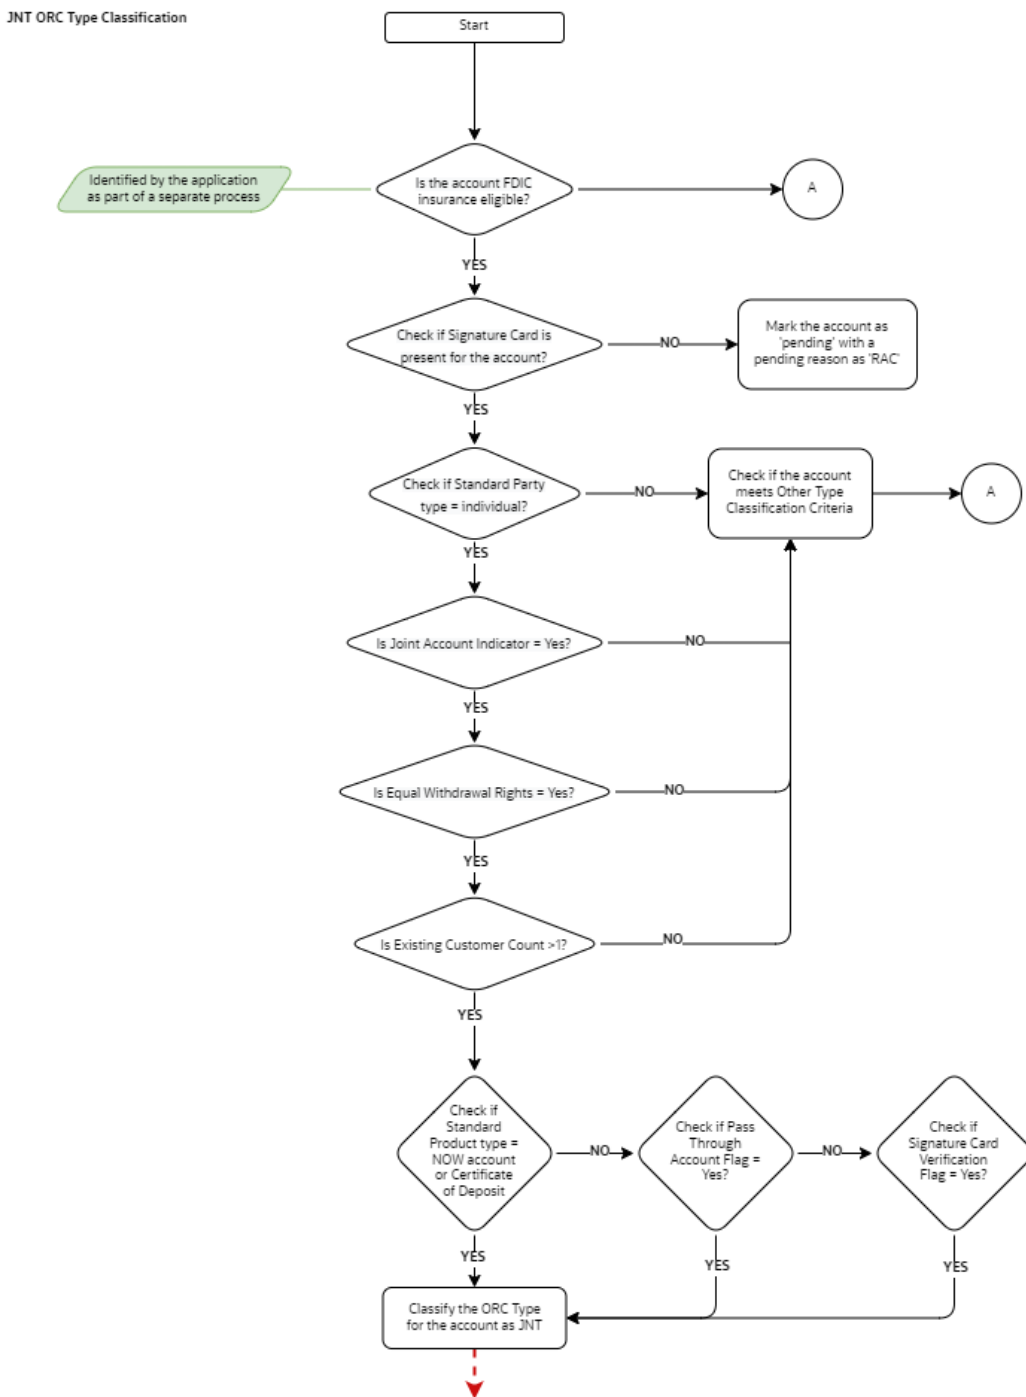 JNT ORC Type Classification
Start
Identified by the application
as part of a separate process
Is the account FDIC
insurance eligible?
A
YES
Check if Signature Card is
present for the account?
NO
Mark the account as
'pending' with a
pending reason as 'RAC'
YES
Check if Standard Party
type = individual?
NO
Check if the account
meets Other Type
Classification Criteria
A
YES
Is Joint Account Indicator = Yes?
NO
YES
Is Equal Withdrawal Rights = Yes?
NO
YES
Is Existing Customer Count >1?
NO
YES
Check if
Standard
Product type =
NOW account
or Certificate
of Deposit
NO
Check if Pass
Through
Account Flag =
Yes?
NO
Check if
Signature Card
Verification
Flag = Yes?
YES
YES
YES
Classify the ORC Type
for the account as JNT